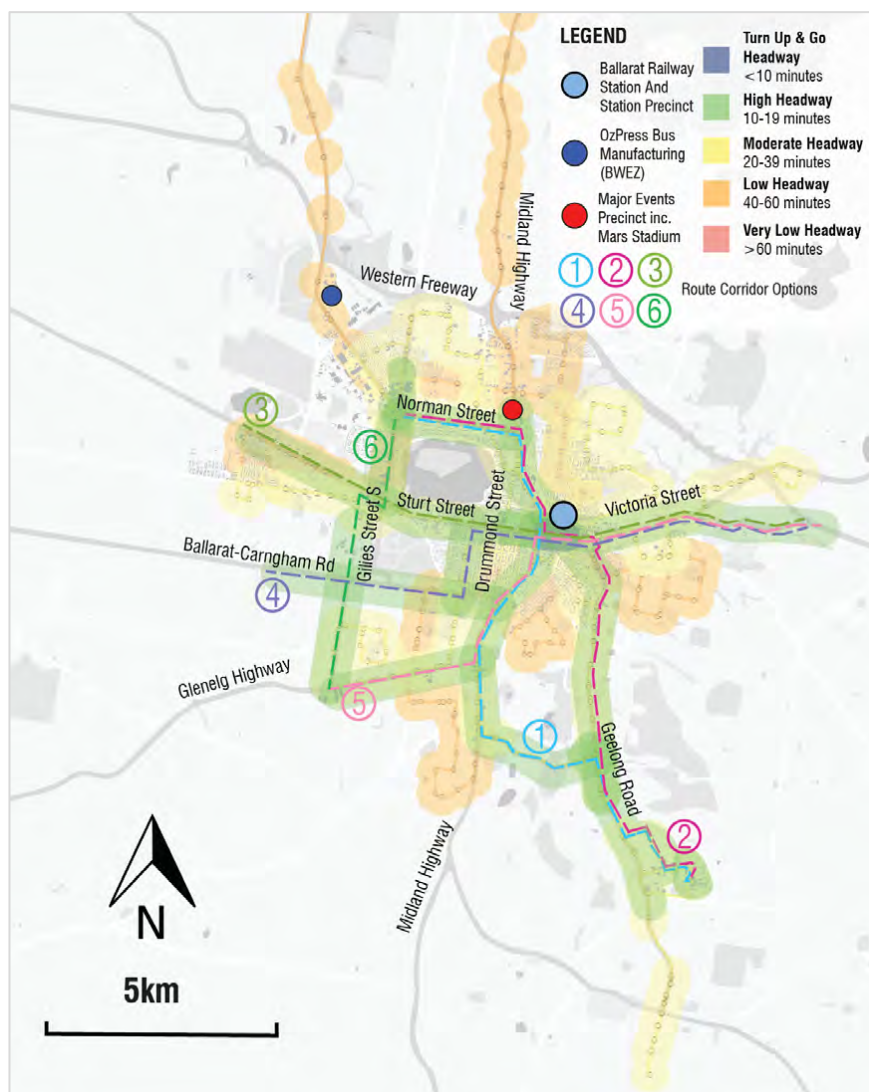 LEGEND
Ballarat Railway
Station And
Station Precinct
OzPress Bus
Manufacturing
(BWEZ)
Major Events
Precinct inc.
Mars Stadium
Turn Up & Go
Headway
<10 minutes
High Headway
10-19 minutes
Moderate Headway
20-39 minutes
Low Headway
40-60 minutes
Very Low Headway
>60 minutes
1 2 3
4 5 6
Route Corridor Options
Midland Highway
Western Freeway
3
Norman Street
6
Sturt Street
Drummond Street
Victoria Street
Gillies Street S
Ballarat-Carngham Rd
4
Glenelg Highway
5
1
Geelong Road
2
Midland Highway
N
5km